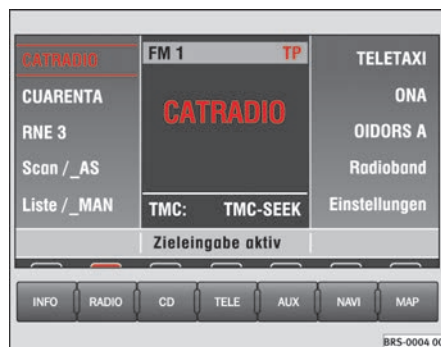 CATRADIO
CUARENTA
RNE 3
Scan /_AS
Liste /_MAN
FM 1 TP
CATRADIO
TMC: TMC-SEEK
TELETAXI
ONA
OIDORS A
Radioband
Einstellungen
Zieleingabe aktiv
INFO RADIO CD TELE AUX NAVI MAP
BRS-0004 00